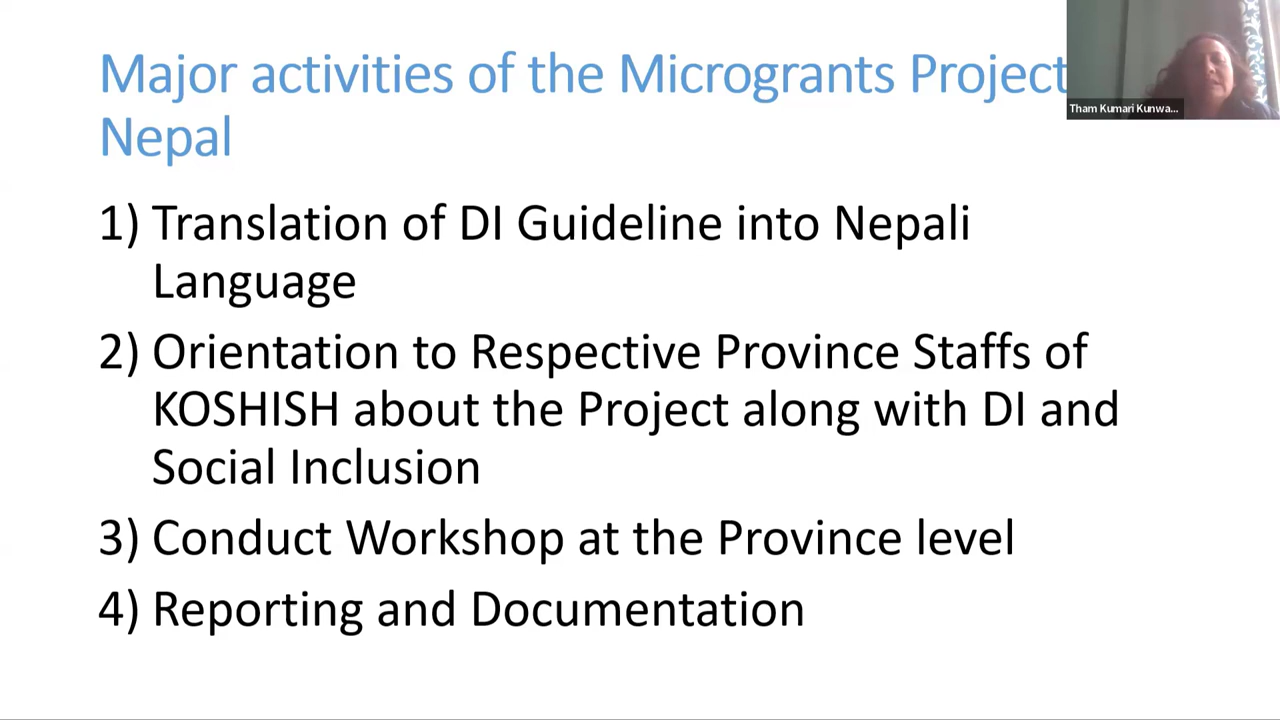 Major activities of the Microgrants Project
Nepal
Tham Kumari Kunwa...
1) Translation of DI Guideline into Nepali
Language
2) Orientation to Respective Province Staffs of
KOSHISH about the Project along with DI and
Social Inclusion
3) Conduct Workshop at the Province level
4) Reporting and Documentation